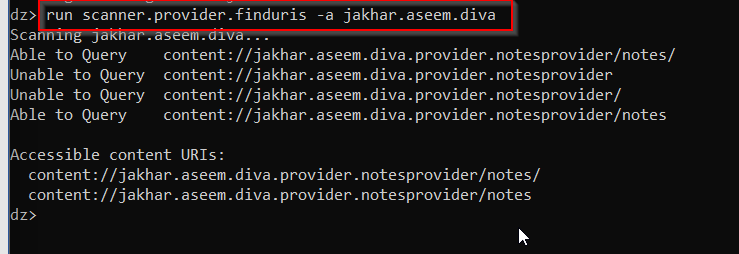 dz> run scanner.provider.finduris -a jakhar.aseem.diva
Scanning jakhar.aseem.diva...
Able to Query    content://jakhar.aseem.diva.provider.notesprovider/notes/
Unable to Query  content://jakhar.aseem.diva.provider.notesprovider
Unable to Query  content://jakhar.aseem.diva.provider.notesprovider/
Able to Query    content://jakhar.aseem.diva.provider.notesprovider/notes
Accessible content URIs:
  content://jakhar.aseem.diva.provider.notesprovider/notes/
  content://jakhar.aseem.diva.provider.notesprovider/notes
dz>